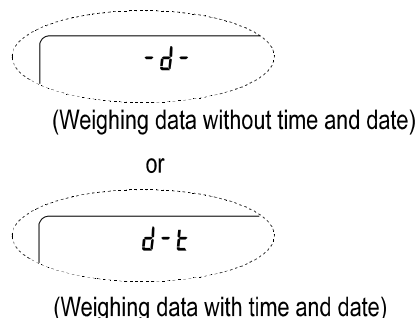 -d-
(Weighing data without time and date)
or
d-t
(Weighing data with time and date)